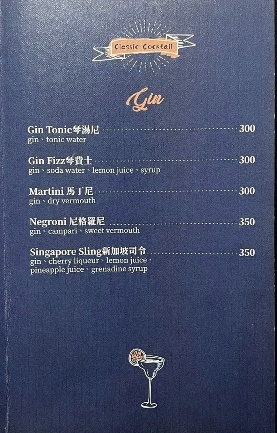 Classic Cocktail
Gin
Gin Tonic琴湯尼 300
gin、tonic water
Gin Fizz琴費士 300
gin、soda water、lemon juice、syrup
Martini 馬丁尼 300
gin、dry vermouth
Negroni 尼格羅尼 350
gin、campari、sweet vermouth
Singapore Sling新加坡司令 350
gin、cherry liqueur、lemon juice、
pineapple juice、grenadine syrup